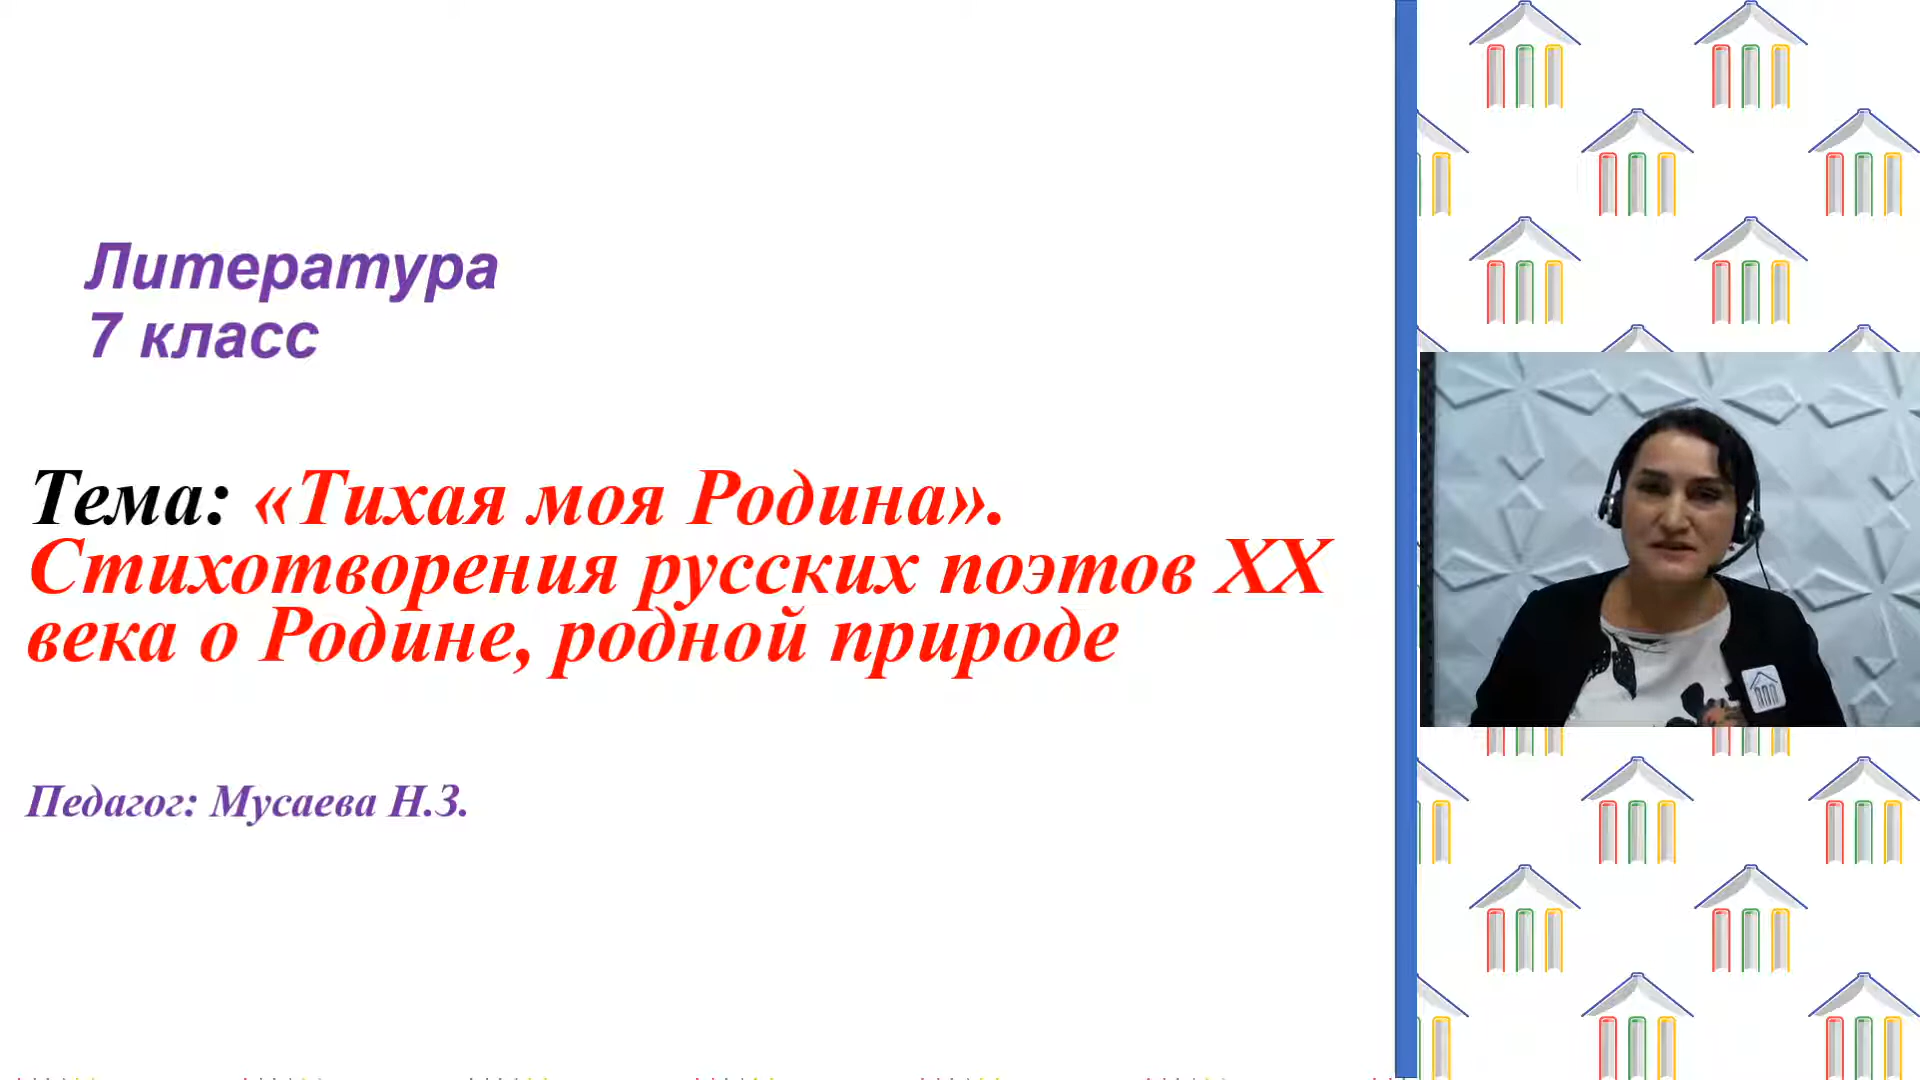 Литература
7 класс
Тема: «Тихая моя Родина».
Стихотворения русских поэтов XX
века о Родине, родной природе
Педагог: Мусаева Н.З.